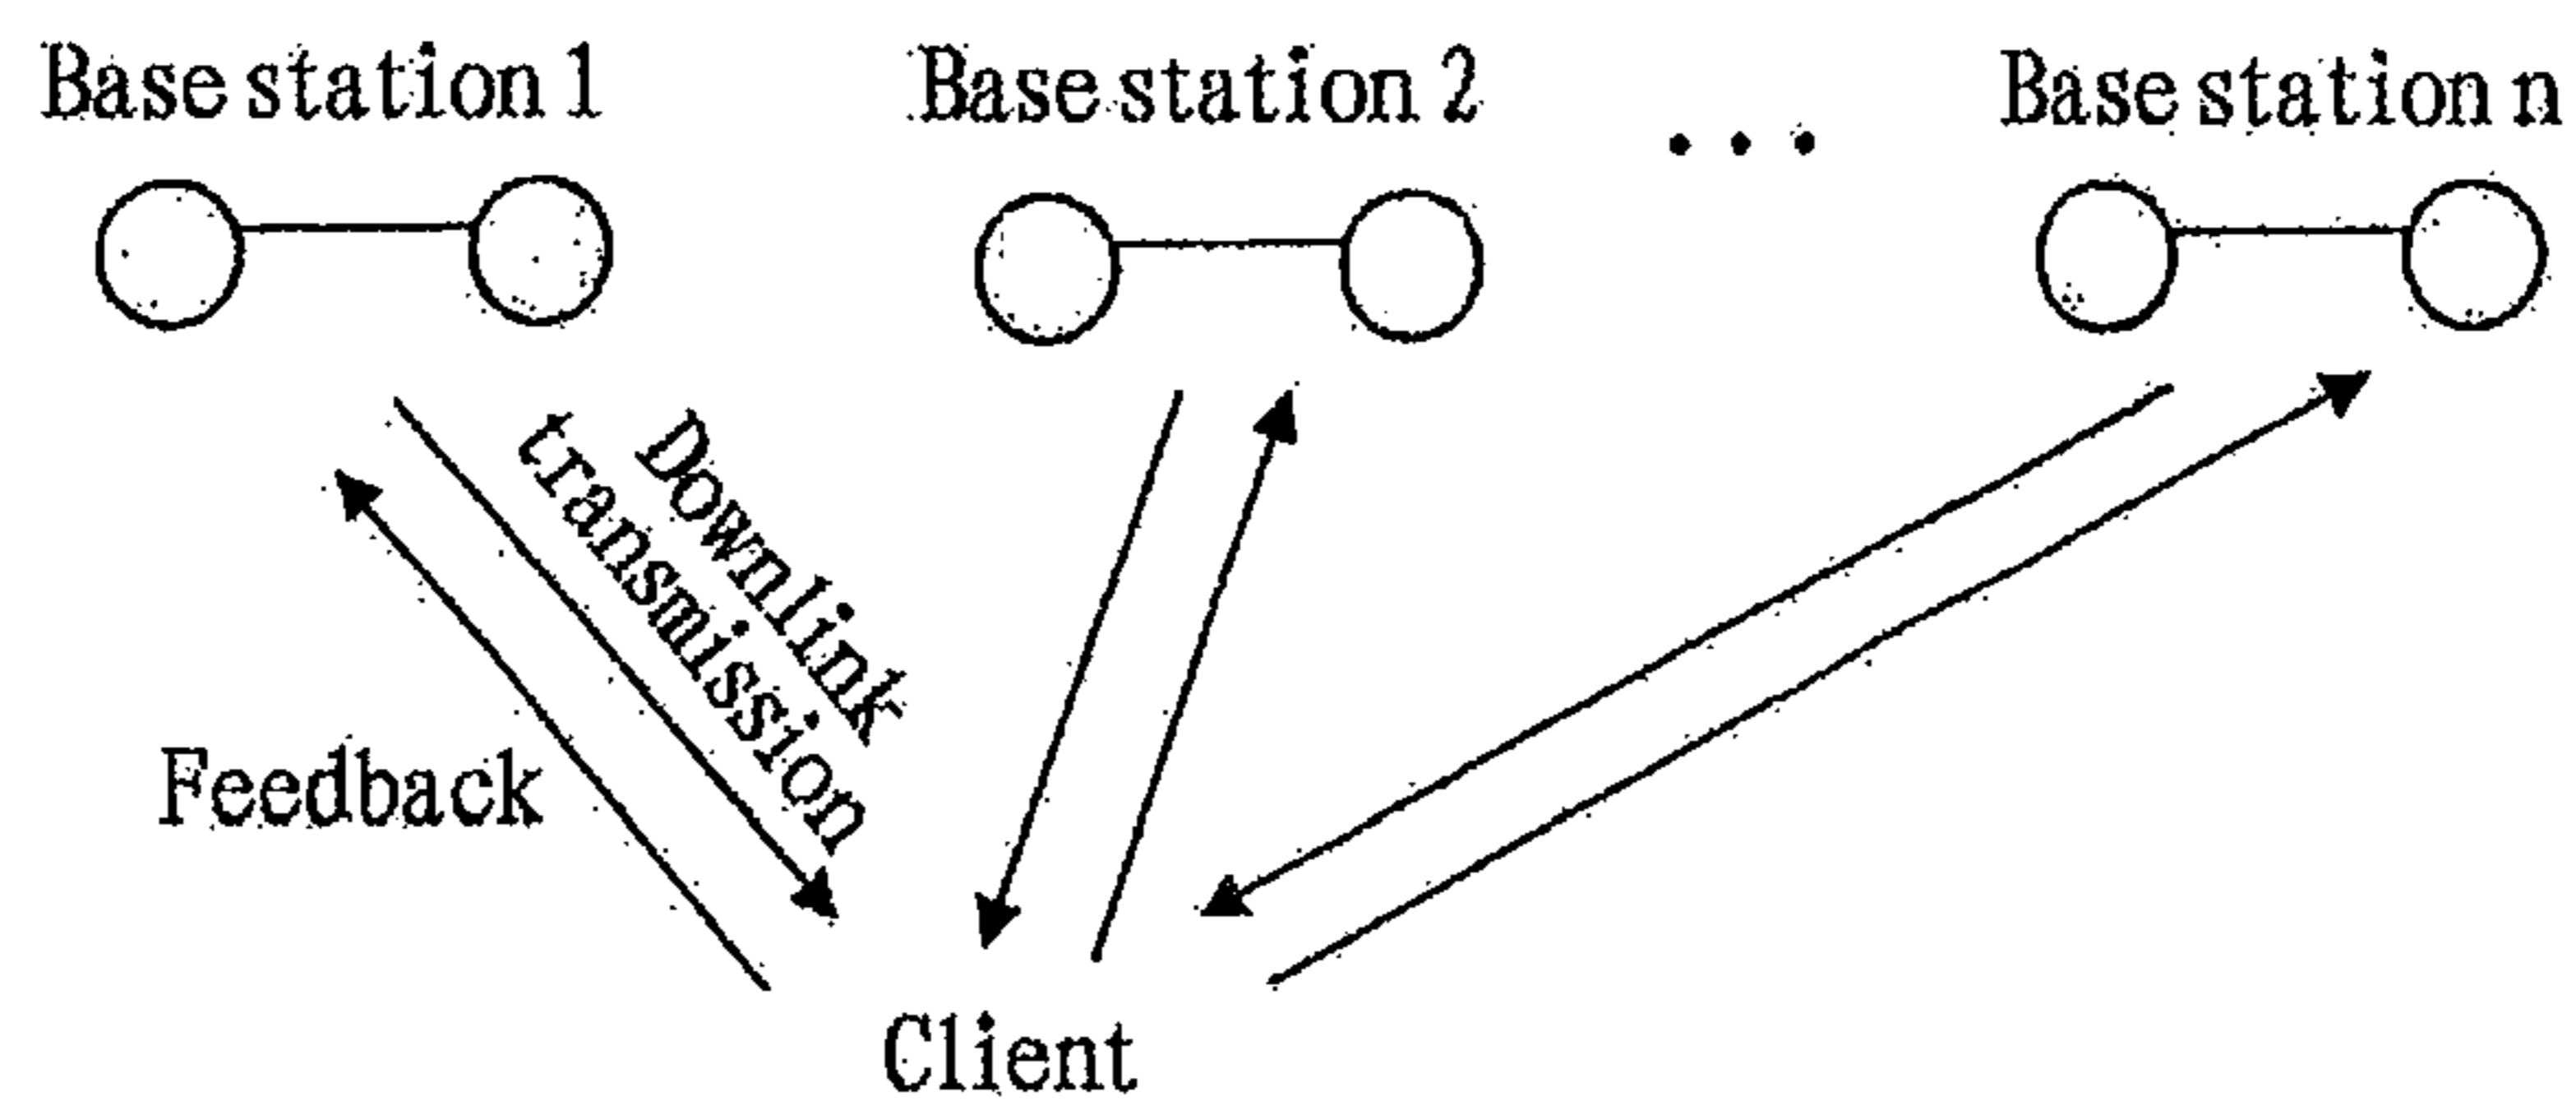 Base station 1
Base station 2
...
Base station n
Downlink
transmission
Feedback
Client